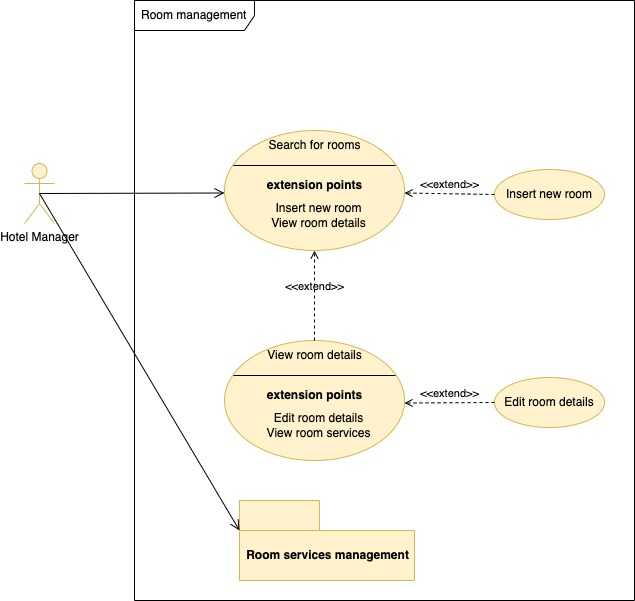 Room management
Search for rooms
extension points
Insert new room
View room details
<<extend>>
Insert new room
Hotel Manager
<<extend>>
View room details
extension points
Edit room details
View room services
<<extend>>
Edit room details
Room services management